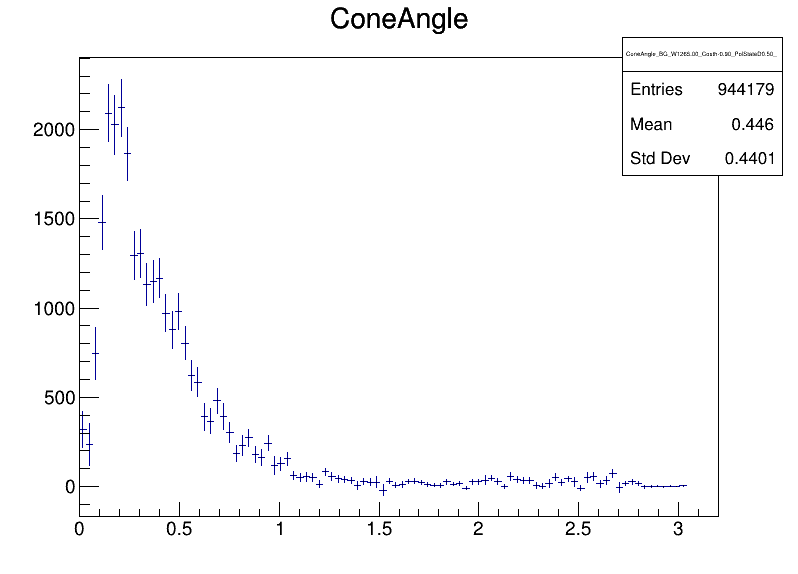 ConeAngle
ConeAngle_BG_W1265.00_Costh-0.90_PolStateD0.50_
Entries 944179
Mean 0.446
Std Dev 0.4401
2000
1500
1000
500
0
0 0.5 1 1.5 2 2.5 3